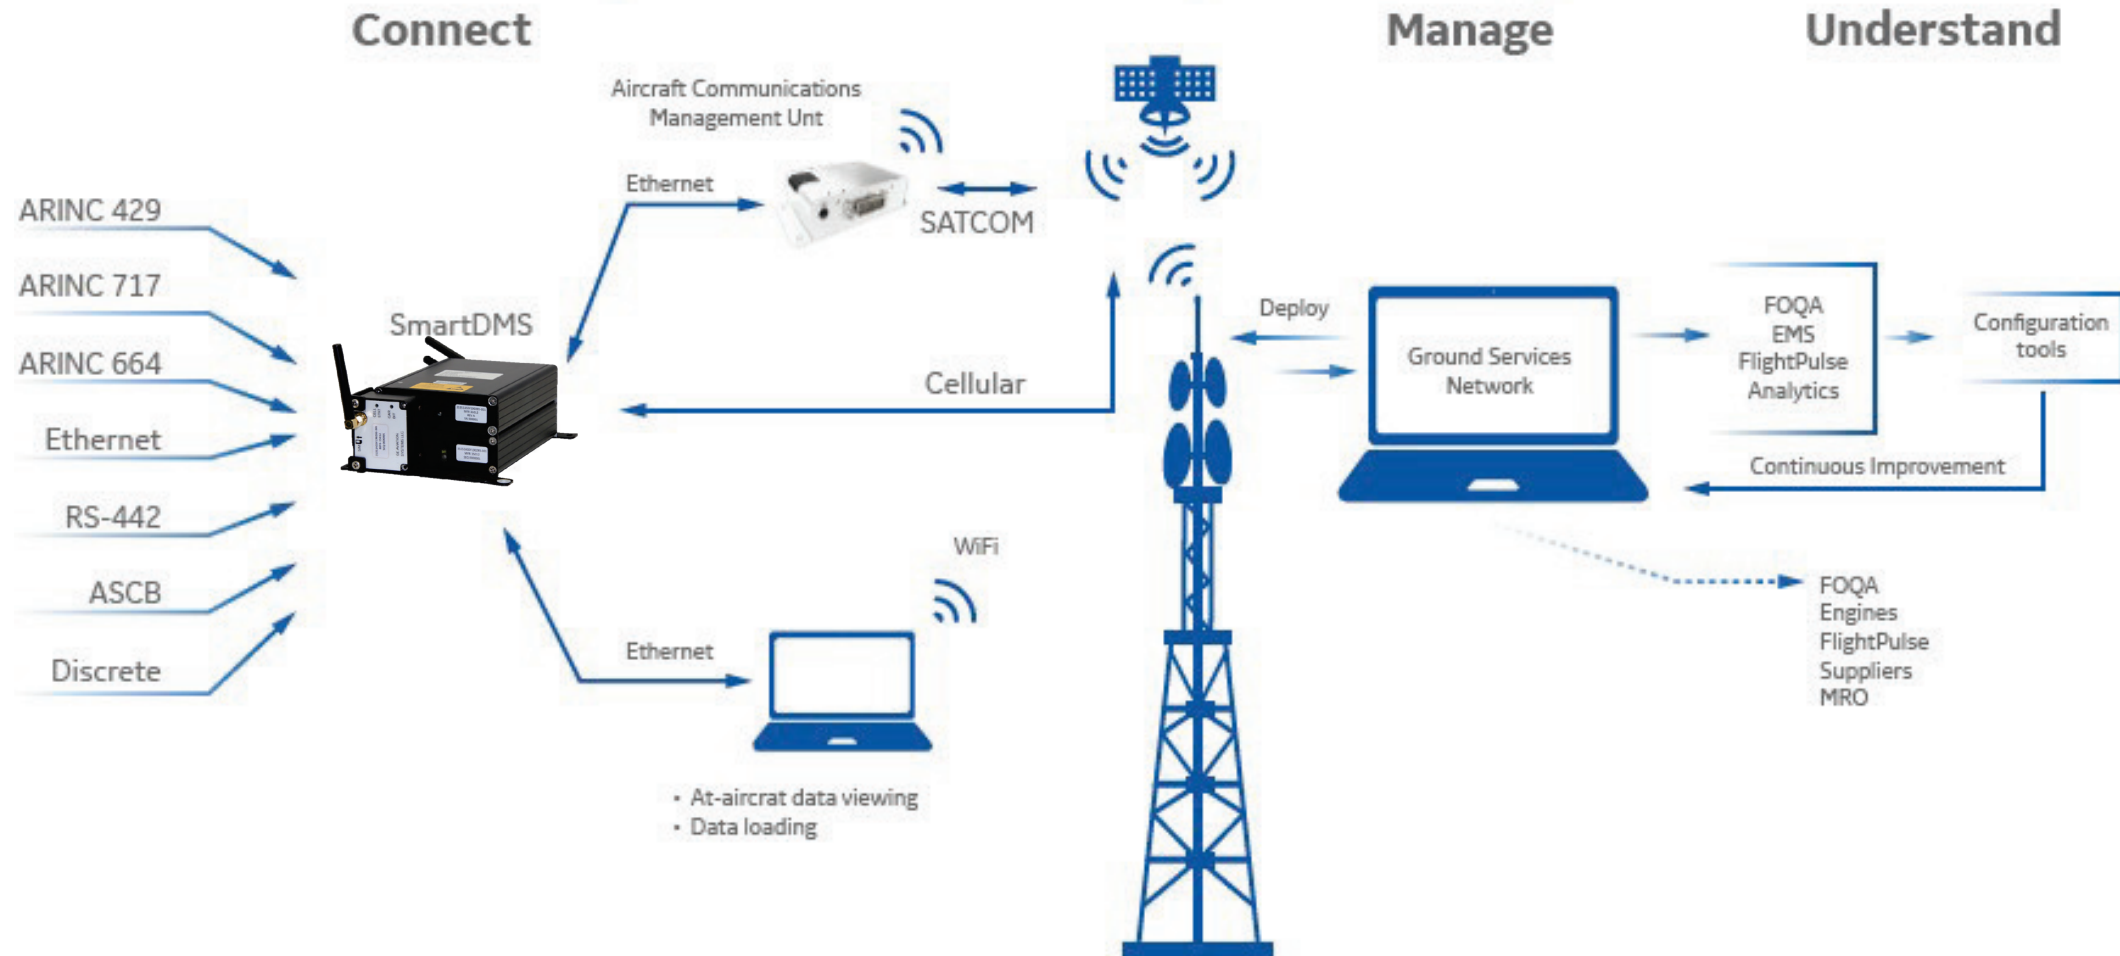 Connect
Manage
Understand
Aircraft Communications
Management Unt
Ethernet
SATCOM
ARINC 429
ARINC 717
ARINC 664
Ethernet
RS-442
ASCB
Discrete
SmartDMS
Cellular
Deploy
Ground Services
Network
FOQA
EMS
FlightPulse
Analytics
Configuration
tools
Continuous Improvement
WiFi
Ethernet
• At-aircrat data viewing
• Data loading
FOQA
Engines
FlightPulse
Suppliers
MRO